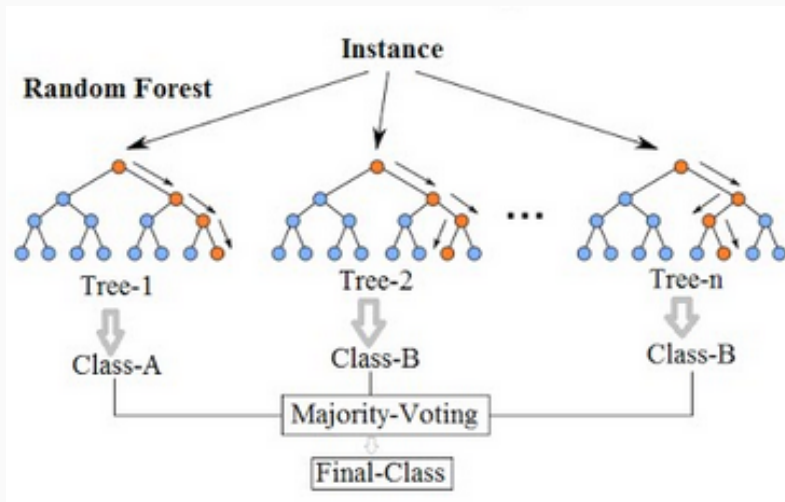 Instance
Random Forest
...
Tree-1
Tree-2
Tree-n
Class-A
Class-B
Class-B
Majority-Voting
Final-Class